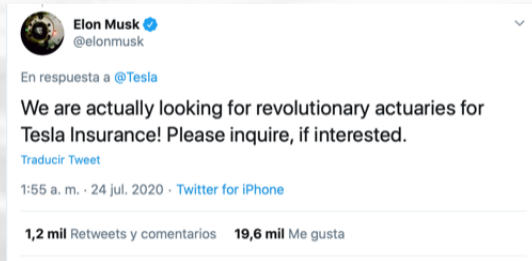 Elon Musk
@elonmusk
En respuesta a @Tesla
We are actually looking for revolutionary actuaries for
Tesla Insurance! Please inquire, if interested.
Traducir Tweet
1:55 a. m. · 24 jul. 2020 · Twitter for iPhone
1,2 mil Retweets y comentarios 19,6 mil Me gusta